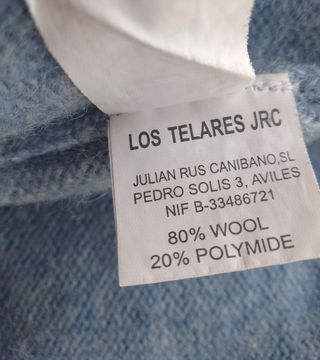 LOS TELARES JRC
JULIAN RUS CANIBANO,SL
PEDRO SOLIS 3, AVILES
NIF B-33486721
80% WOOL
20% POLYMIDE